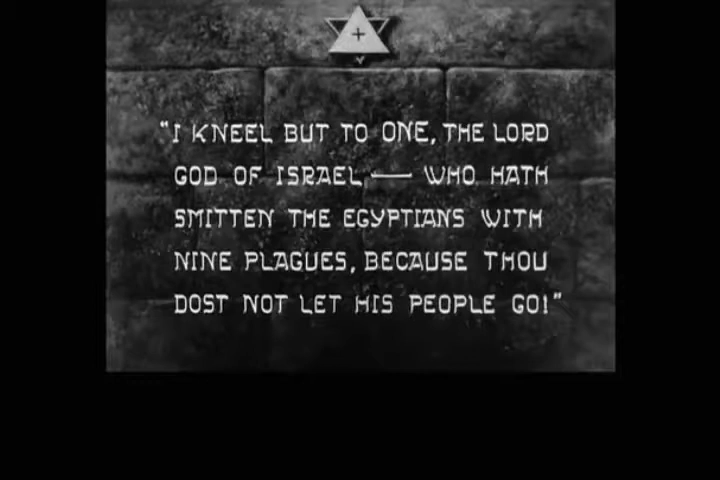 "I KNEEL BUT TO ONE, THE LORD
GOD OF ISRAEL — WHO HATH
SMITTEN THE EGYPTIANS WITH
NINE PLAGUES, BECAUSE THOU
DOST NOT LET HIS PEOPLE GO!"